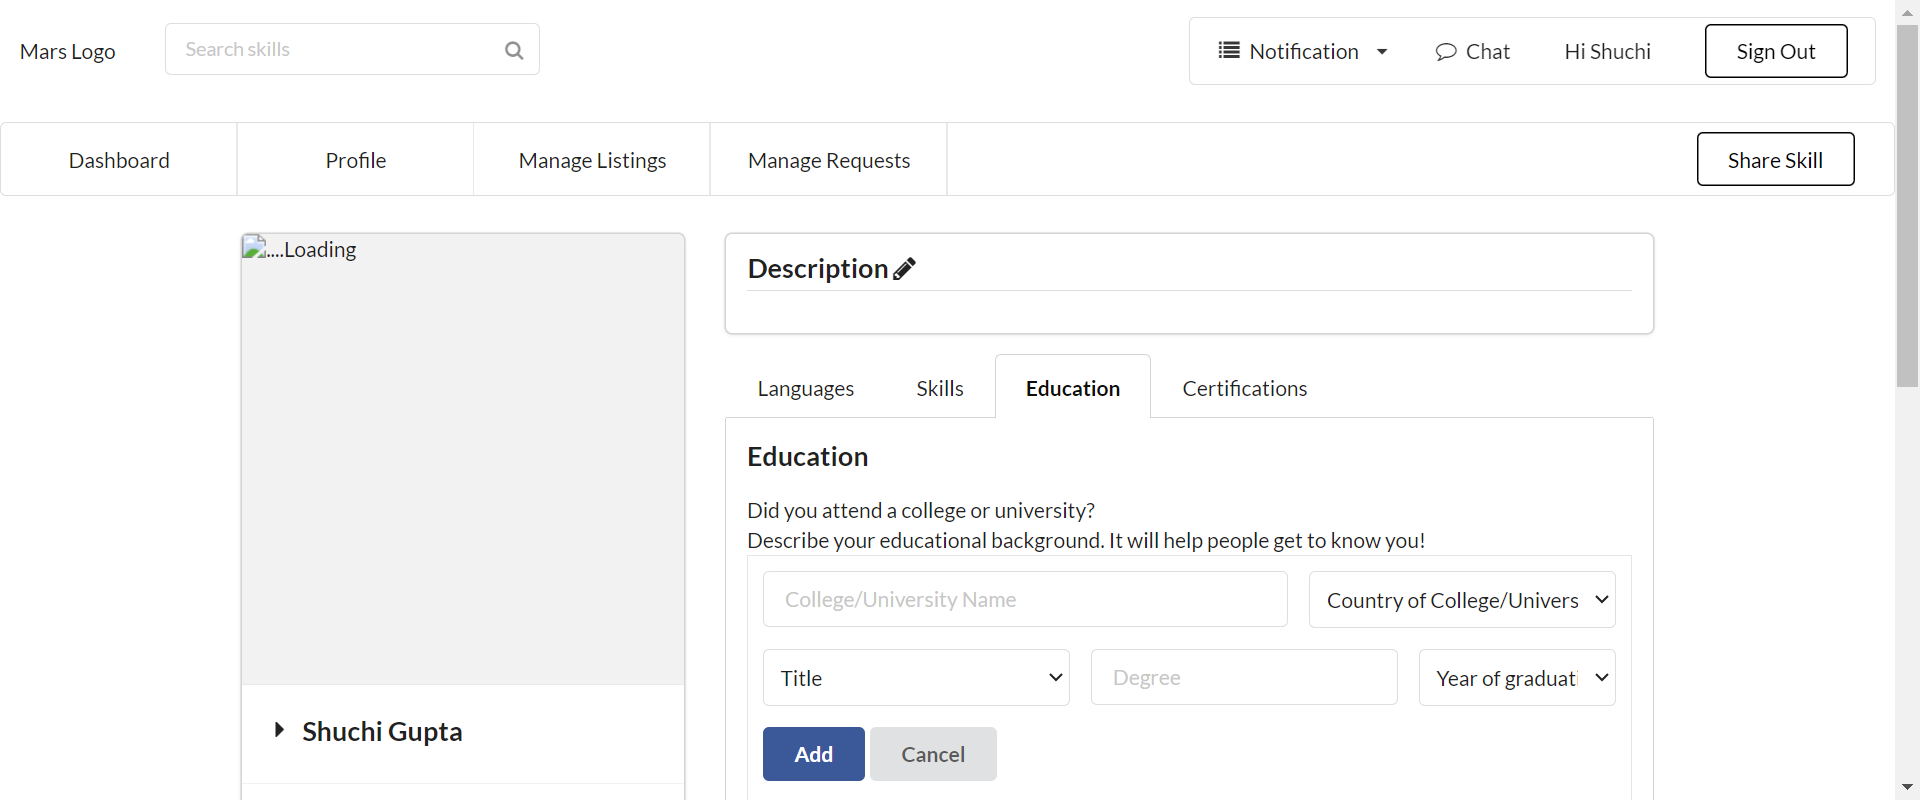 Mars Logo
Search skills
Notification
Chat
Hi Shuchi
Sign Out
Dashboard
Profile
Manage Listings
Manage Requests
Share Skill
....Loading
Shuchi Gupta
Description
Languages
Skills
Education
Certifications
Education
Did you attend a college or university?
Describe your educational background. It will help people get to know you!
College/University Name
Country of College/Univers
Title
Degree
Year of graduati
Add
Cancel